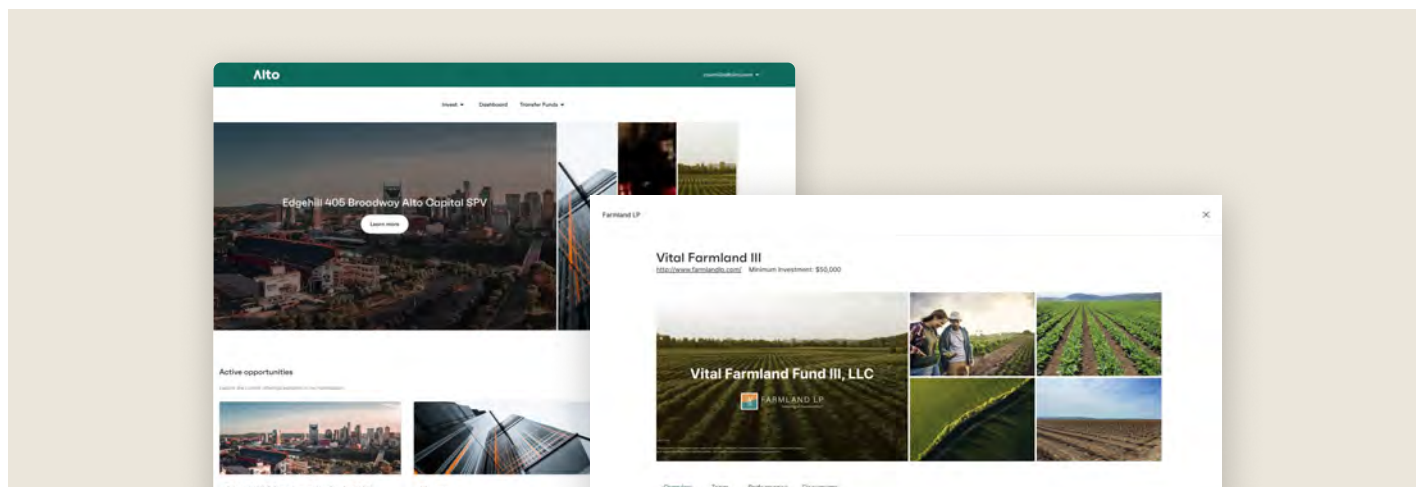 Alto
Invest Dashboard Transfer Funds
Edgehill 405 Broadway Alto Capital SPV
Learn more
Active opportunities
Farmland LP
Vital Farmland III
http://www.farmlandlp.com/ Minimum Investment: $50,000
Vital Farmland Fund III, LLC
FARMLAND LP